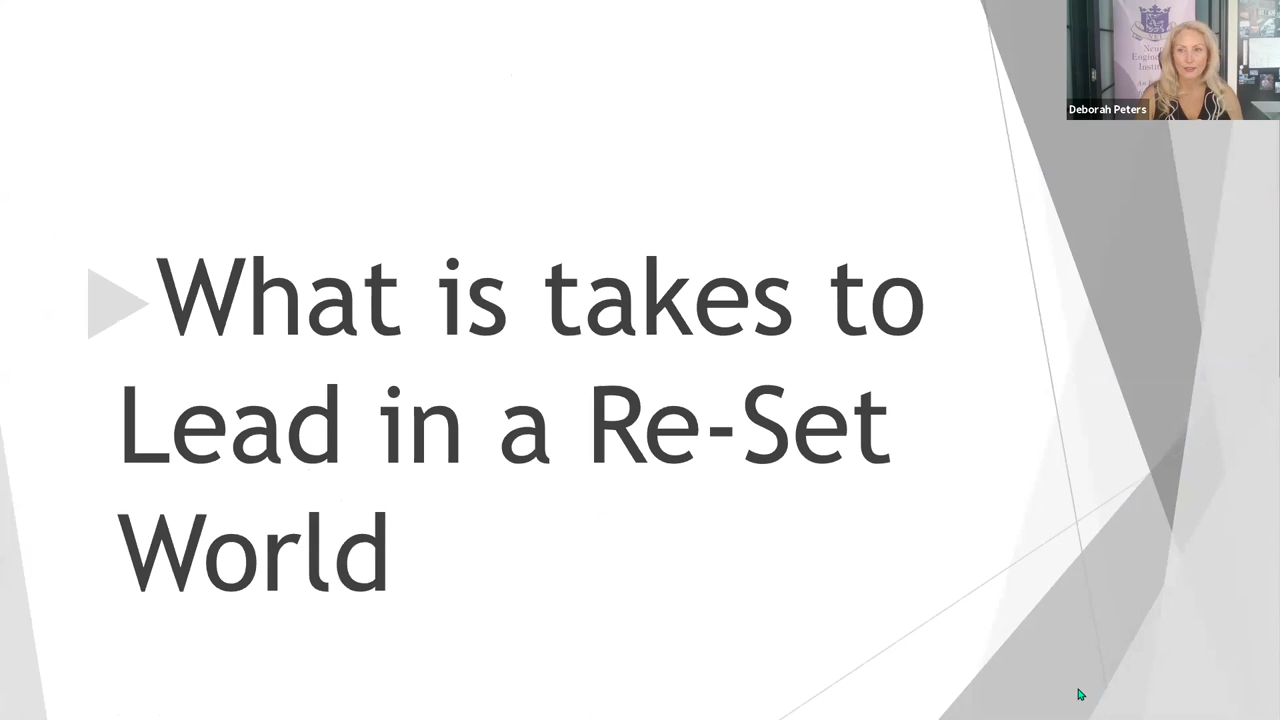 What is takes to
Lead in a Re-Set
World
Deborah Peters